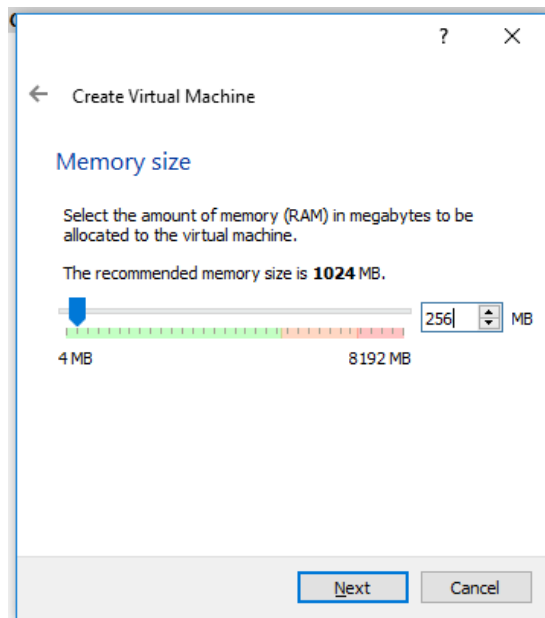 ?
Create Virtual Machine
Memory size
Select the amount of memory (RAM) in megabytes to be
allocated to the virtual machine.
The recommended memory size is 1024 MB.
256 MB
4 MB 8192 MB
Next Cancel